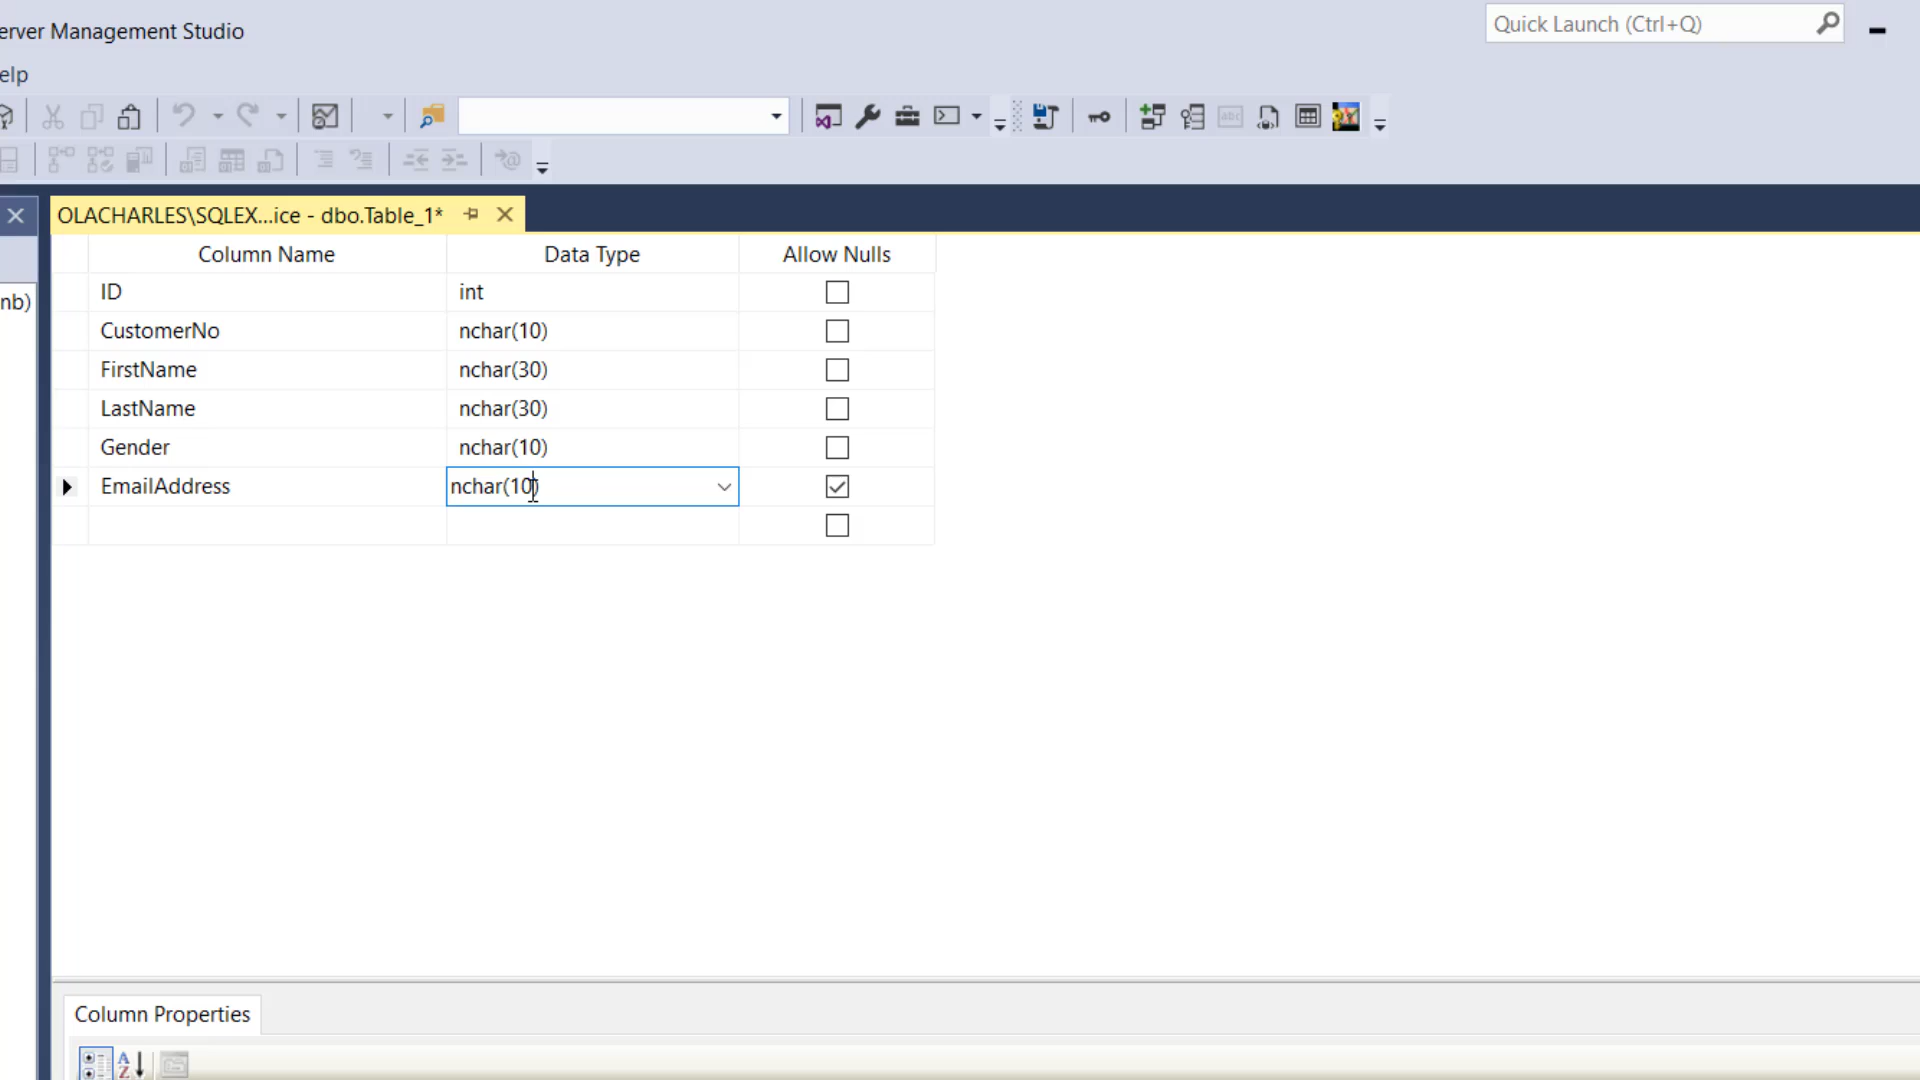 erver Management Studio
Quick Launch (Ctrl+Q)
elp
abc
OLACHARLES\SQLEX...ice - dbo.Table_1*
Column Name Data Type Allow Nulls
nb)
ID int
CustomerNo nchar(10)
FirstName nchar(30)
LastName nchar(30)
Gender nchar(10)
EmailAddress nchar(10)
Column Properties
A
Z